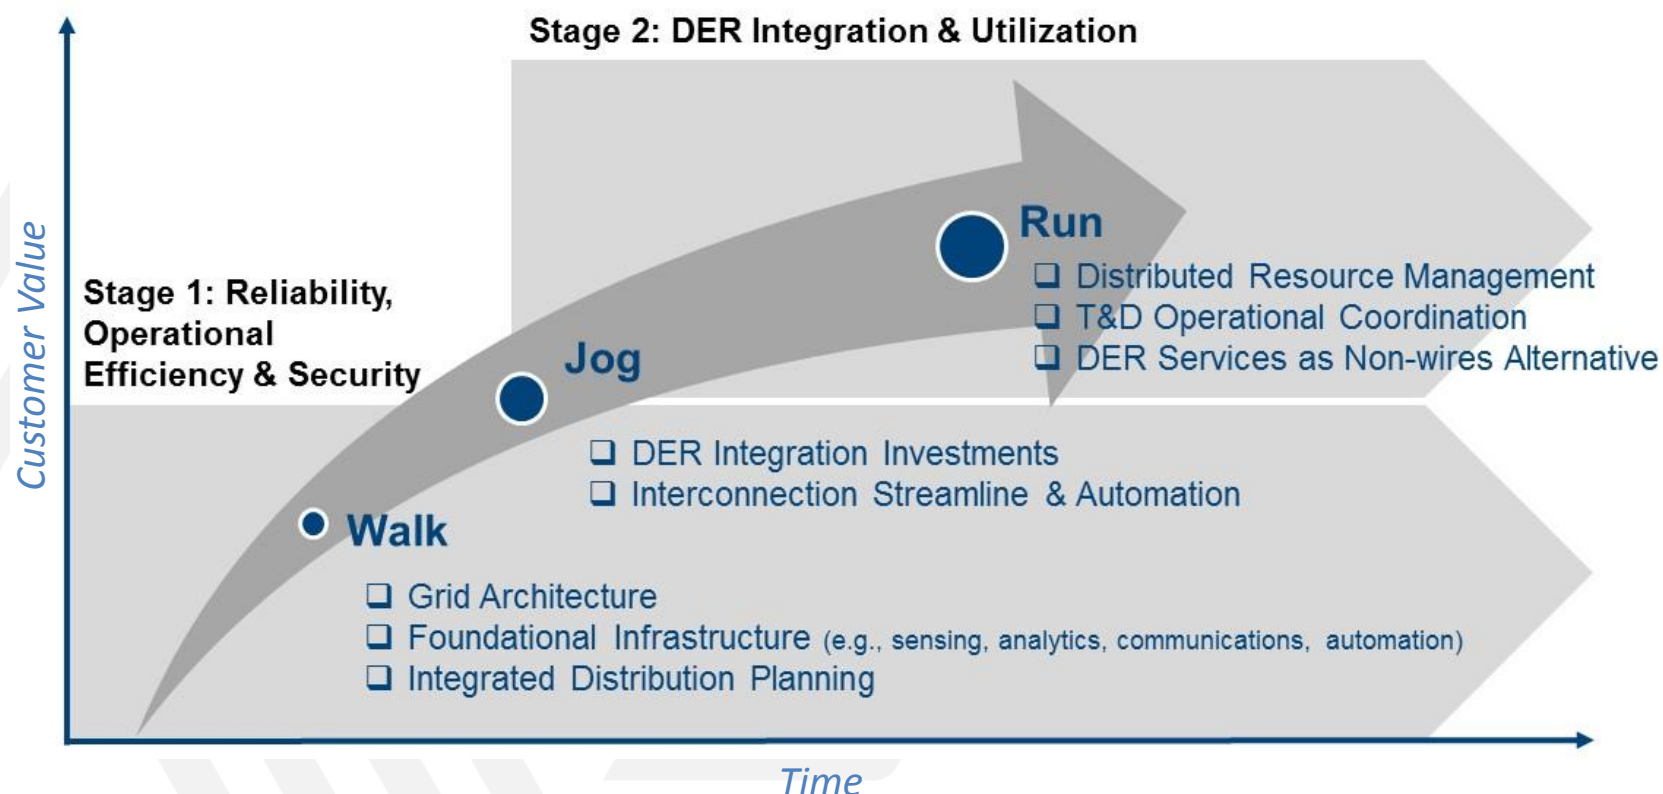 Stage 2: DER Integration & Utilization
Customer Value
Stage 1: Reliability,
Operational
Efficiency & Security
Run
❑ Distributed Resource Management
❑ T&D Operational Coordination
❑ DER Services as Non-wires Alternative
Jog
❑ DER Integration Investments
❑ Interconnection Streamline & Automation
Walk
❑ Grid Architecture
❑ Foundational Infrastructure (e.g., sensing, analytics, communications, automation)
❑ Integrated Distribution Planning
Time